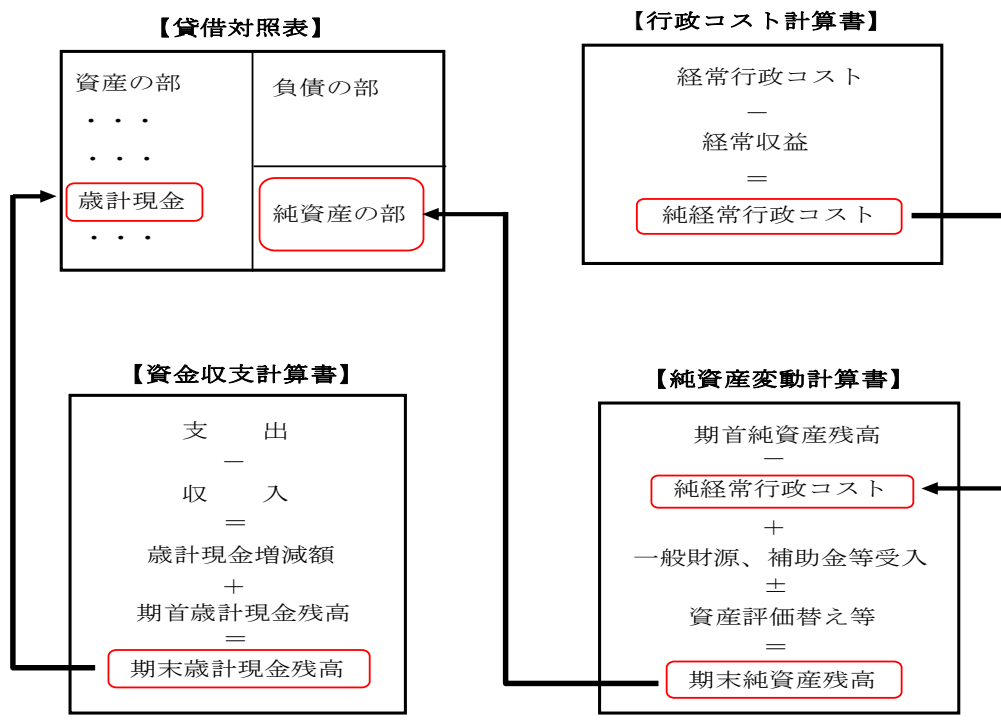 【貸借対照表】
資産の部
・・・
・・・
歳計現金
・・・
負債の部
純資産の部
【行政コスト計算書】
経常行政コスト
－
経常収益
＝
純経常行政コスト
【資金収支計算書】
支　　出
－
収　　入
＝
歳計現金増減額
＋
期首歳計現金残高
＝
期末歳計現金残高
【純資産変動計算書】
期首純資産残高
－
純経常行政コスト
＋
一般財源、補助金等受入
±
資産評価替え等
＝
期末純資産残高